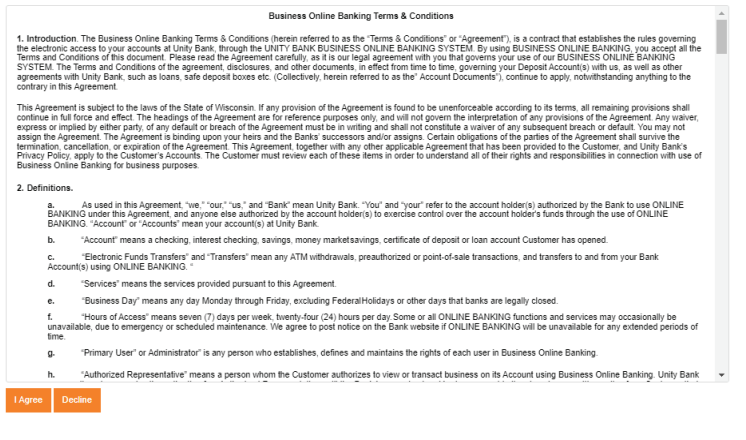 Business Online Banking Terms & Conditions
1. Introduction. The Business Online Banking Terms & Conditions (herein referred to as the "Terms & Conditions" or "Agreement"), is a contract that establishes the rules governing
the electronic access to your accounts at Unity Bank, through the UNITY BANK BUSINESS ONLINE BANKING SYSTEM. By using BUSINESS ONLINE BANKING, you accept all the
Terms and Conditions of this document. Please read the Agreement carefully, as it is our legal agreement with you that governs your use of our BUSINESS ONLINE BANKING
SYSTEM. The Terms and Conditions of the agreement, disclosures, and other documents, in effect from time to time, governing your Deposit Account(s) with us, as well as other
agreements with Unity Bank, such as loans, safe deposit boxes etc. (Collectively, herein referred to as the" Account Documents"), continue to apply, notwithstanding anything to the
contrary in this Agreement.
This Agreement is subject to the laws of the State of Wisconsin. If any provision of the Agreement is found to be unenforceable according to its terms, all remaining provisions shall
continue in full force and effect. The headings of the Agreement are for reference purposes only, and will not govern the interpretation of any provisions of the Agreement. Any waiver,
express or implied by either party, of any default or breach of the Agreement must be in writing and shall not constitute a waiver of any subsequent breach or default. You may not
assign the Agreement. The Agreement is binding upon your heirs and the Banks' successors and/or assigns. Certain obligations of the parties of the Agreement shall survive the
termination, cancellation, or expiration of the Agreement. This Agreement, together with any other applicable Agreement that has been provided to the Customer, and Unity Bank's
Privacy Policy, apply to the Customer's Accounts. The Customer must review each of these items in order to understand all of their rights and responsibilities in connection with use of
Business Online Banking for business purposes.
2. Definitions.
a. As used in this Agreement, "we," "our," "us," and "Bank" mean Unity Bank. "You" and "your" refer to the account holder(s) authorized by the Bank to use ONLINE
BANKING under this Agreement, and anyone else authorized by the account holder(s) to exercise control over the account holder's funds through the use of ONLINE
BANKING. "Account" or "Accounts" mean your account(s) at Unity Bank.
b. "Account" means a checking, interest checking, savings, money marketsavings, certificate of deposit or loan account Customer has opened.
c. "Electronic Funds Transfers" and "Transfers" mean any ATM withdrawals, preauthorized or point-of-sale transactions, and transfers to and from your Bank
Account(s) using ONLINE BANKING. "
d. "Services" means the services provided pursuant to this Agreement.
e. "Business Day" means any day Monday through Friday, excluding FederalHolidays or other days that banks are legally closed.
f. "Hours of Access" means seven (7) days per week, twenty-four (24) hours per day. Some or all ONLINE BANKING functions and services may occasionally be
unavailable, due to emergency or scheduled maintenance. We agree to post notice on the Bank website if ONLINE BANKING will be unavailable for any extended periods of
time.
g. "Primary User" or Administrator" is any person who establishes, defines and maintains the rights of each user in Business Online Banking.
h. "Authorized Representative" means a person whom the Customer authorizes to view or transact business on its Account using Business Online Banking. Unity Bank
I Agree Decline